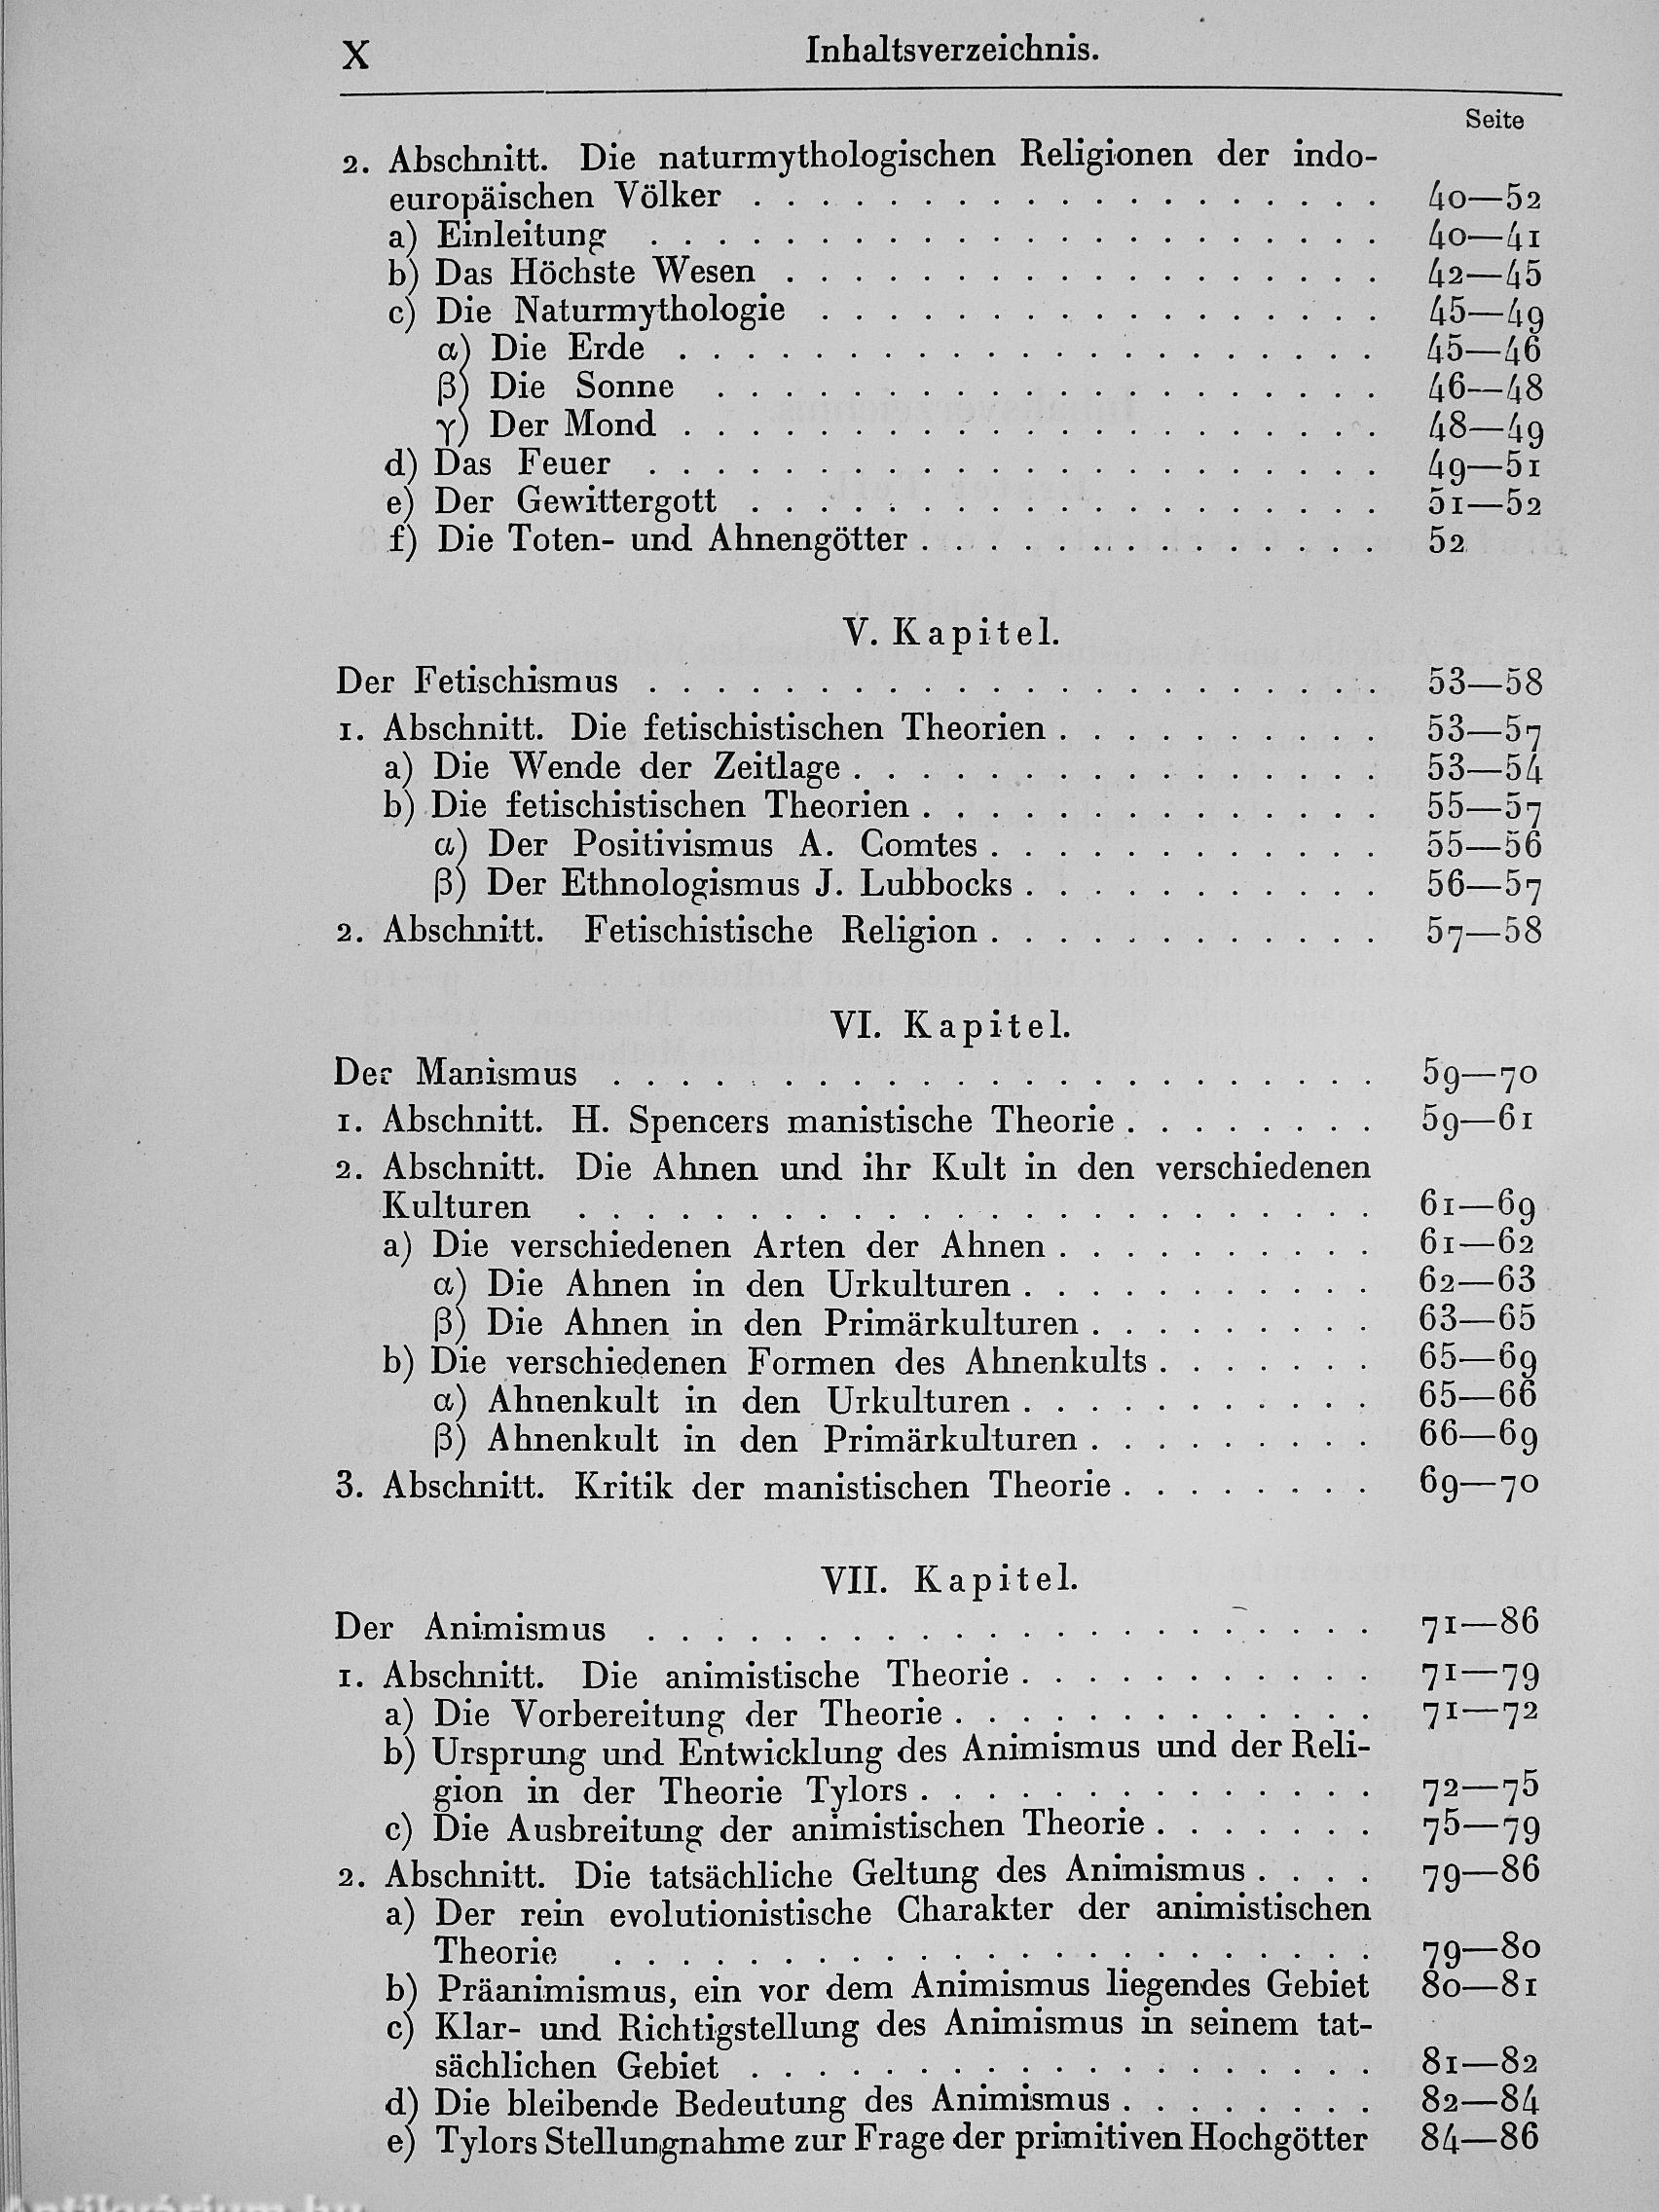 X Inhaltsverzeichnis.
Seite
2. Abschnitt. Die naturmythologischen Religionen der indo-
europäischen Völker . . . . . . . . . . . . . . . . . . . 40—52
a) Einleitung . . . . . . . . . . . . . . . . . . . . . . 40—41
b) Das Höchste Wesen . . . . . . . . . . . . . . . . . . 42—45
c) Die Naturmythologie . . . . . . . . . . . . . . . . . 45—49
α) Die Erde . . . . . . . . . . . . . . . . . . . . . 45—46
β) Die Sonne . . . . . . . . . . . . . . . . . . . . 46—48
γ) Der Mond . . . . . . . . . . . . . . . . . . . . . 48—49
d) Das Feuer . . . . . . . . . . . . . . . . . . . . . . 49—51
e) Der Gewittergott . . . . . . . . . . . . . . . . . . . 51—52
f) Die Toten- und Ahnengötter . . . . . . . . . . . . . . 52
V. Kapitel.
Der Fetischismus . . . . . . . . . . . . . . . . . . . . . . 53—58
1. Abschnitt. Die fetischistischen Theorien . . . . . . . . . . 53—57
a) Die Wende der Zeitlage . . . . . . . . . . . . . . . . 53—54
b) Die fetischistischen Theorien . . . . . . . . . . . . . . 55—57
α) Der Positivismus A. Comtes . . . . . . . . . . . . 55—56
β) Der Ethnologismus J. Lubbocks . . . . . . . . . . . 56—57
2. Abschnitt. Fetischistische Religion . . . . . . . . . . . . 57—58
VI. Kapitel.
Der Manismus . . . . . . . . . . . . . . . . . . . . . . . 59—70
1. Abschnitt. H. Spencers manistische Theorie . . . . . . . . 59—61
2. Abschnitt. Die Ahnen und ihr Kult in den verschiedenen
Kulturen . . . . . . . . . . . . . . . . . . . . . . . . 61—69
a) Die verschiedenen Arten der Ahnen . . . . . . . . . . 61—62
α) Die Ahnen in den Urkulturen . . . . . . . . . . . 62—63
β) Die Ahnen in den Primärkulturen . . . . . . . . . 63—65
b) Die verschiedenen Formen des Ahnenkults . . . . . . . 65—69
α) Ahnenkult in den Urkulturen . . . . . . . . . . . 65—66
β) Ahnenkult in den Primärkulturen . . . . . . . . . 66—69
3. Abschnitt. Kritik der manistischen Theorie . . . . . . . . 69—70
VII. Kapitel.
Der Animismus . . . . . . . . . . . . . . . . . . . . . . 71—86
1. Abschnitt. Die animistische Theorie . . . . . . . . . . . 71—79
a) Die Vorbereitung der Theorie . . . . . . . . . . . . . 71—72
b) Ursprung und Entwicklung des Animismus und der Reli-
gion in der Theorie Tylors . . . . . . . . . . . . . . 72—75
c) Die Ausbreitung der animistischen Theorie . . . . . . . 75—79
2. Abschnitt. Die tatsächliche Geltung des Animismus . . . . 79—86
a) Der rein evolutionistische Charakter der animistischen
Theorie . . . . . . . . . . . . . . . . . . . . . . . 79—80
b) Präanimismus, ein vor dem Animismus liegendes Gebiet 80—81
c) Klar- und Richtigstellung des Animismus in seinem tat-
sächlichen Gebiet . . . . . . . . . . . . . . . . . . . 81—82
d) Die bleibende Bedeutung des Animismus . . . . . . . . 82—84
e) Tylors Stellungnahme zur Frage der primitiven Hochgötter 84—86